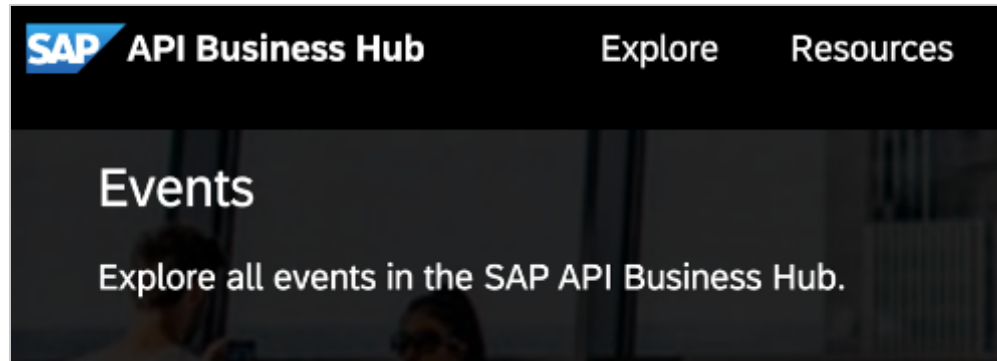 SAP API Business Hub Explore Resources
Events
Explore all events in the SAP API Business Hub.